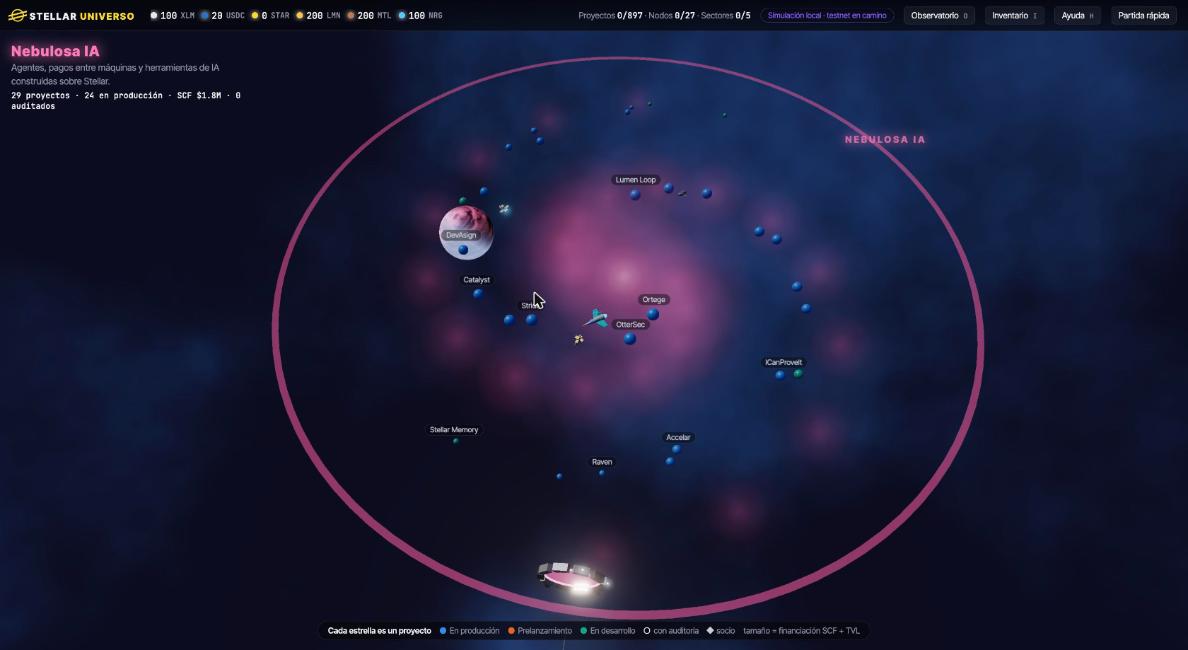 STELLAR UNIVERSO
100 XLM 20 USDC 0 STAR 200 LMN 200 MTL 100 NRG
Proyectos 0/897 · Nodos 0/27 · Sectores 0/5
Simulación local · testnet en camino
Observatorio O
Inventario I
Ayuda H
Partida rápida
Nebulosa IA
Agentes, pagos entre máquinas y herramientas de IA
construidas sobre Stellar.
29 proyectos · 24 en producción · SCF $1.8M · 0
auditados
NEBULOSA IA
Lumen Loop
DevAsign
Catalyst
Ortege
OtterSec
ICanProveIt
Stellar Memory
Accelar
Raven
Cada estrella es un proyecto En producción Prelanzamiento En desarrollo con auditoría socio tamaño = financiación SCF + TVL